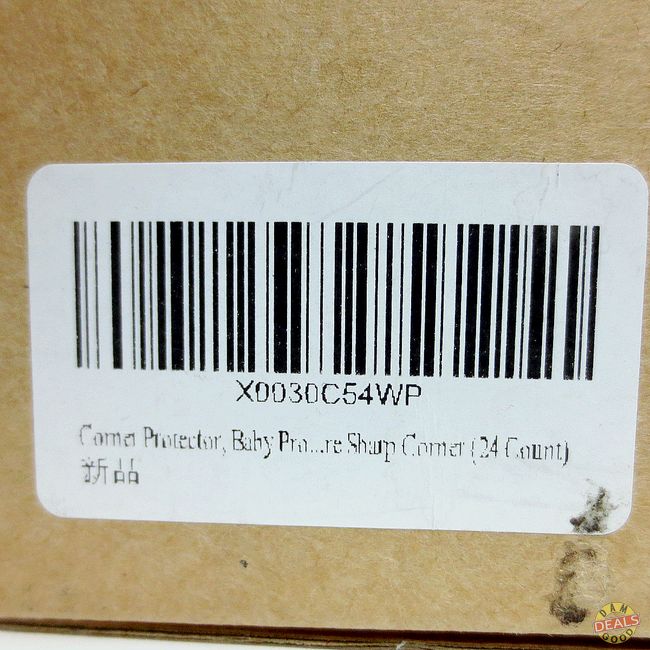 X0030C54WP
Corner Protector, Baby Pro...re Sharp Corner (24 Count)
新品
DAM
DEALS
GOOD